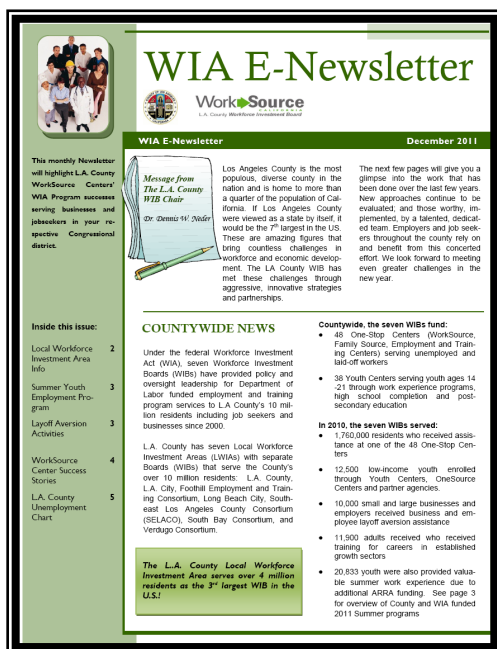 WIA E-Newsletter
Work Source
CALIFORNIA
L.A. County Workforce Investment Board
WIA E-Newsletter
December 2011
This monthly Newsletter
will highlight L.A. County
WorkSource Centers'
WIA Program successes
serving businesses and
jobseekers in your re-
spective Congressional
district.
Message from
The L.A. County
WIB Chair
Dr. Dennis W. Neder
Los Angeles County is the most
populous, diverse county in the
nation and is home to more than
a quarter of the population of Cal-
ifornia. If Los Angeles County
were viewed as a state by itself, it
would be the 7th largest in the US.
These are amazing figures that
bring countless challenges in
workforce and economic develop-
ment. The LA County WIB has
met these challenges through
aggressive, innovative strategies
and partnerships.
The next few pages will give you a
glimpse into the work that has
been done over the last few years.
New approaches continue to be
evaluated; and those worthy, im-
plemented, by a talented, dedicat-
ed team. Employers and job seek-
ers throughout the county rely on
and benefit from this concerted
effort. We look forward to meeting
even greater challenges in the
new year.
Inside this issue:
Local Workforce 2
Investment Area
Info
Summer Youth 3
Employment Pro-
gram
Layoff Aversion 3
Activities
WorkSource 4
Center Success
Stories
L.A. County 5
Unemployment
Chart
COUNTYWIDE NEWS
Under the federal Workforce Investment
Act (WIA), seven Workforce Investment
Boards (WIBs) have provided policy and
oversight leadership for Department of
Labor funded employment and training
program services to L.A County's 10 mil-
lion residents including job seekers and
businesses since 2000.
L.A. County has seven Local Workforce
Investment Areas (LWIAs) with separate
Boards (WIBs) that serve the County's
over 10 million residents: L.A. County,
L.A. City, Foothill Employment and Train-
ing Consortium, Long Beach City, South-
east Los Angeles County Consortium
(SELACO), South Bay Consortium, and
Verdugo Consortium.
The L.A. County Local Workforce
Investment Area serves over 4 million
residents as the 3rd largest WIB in the
U.S.!
Countywide, the seven WIBs fund:
• 48 One-Stop Centers (WorkSource,
Family Source, Employment and Train-
ing Centers) serving unemployed and
laid-off workers
• 38 Youth Centers serving youth ages 14
-21 through work experience programs,
high school completion and post-
secondary education
In 2010, the seven WIBs served:
• 1,760,000 residents who received assis-
tance at one of the 48 One-Stop Cen-
ters
• 12,500 low-income youth enrolled
through Youth Centers, OneSource
Centers and partner agencies.
• 10,000 small and large businesses and
employers received business and em-
ployee layoff aversion assistance
• 11,900 adults received who received
training for careers in established
growth sectors
• 20,833 youth were also provided valua-
ble summer work experience due to
additional ARRA funding. See page 3
for overview of County and WIA funded
2011 Summer programs